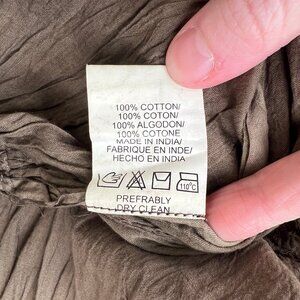 100% COTTON/
100% COTON/
100% ALGODON/
100% COTONE
MADE IN INDIA/
FABRIQUE EN INDE/
HECHO EN INDIA
110°C
PREFRABLY
DRY CLEAN